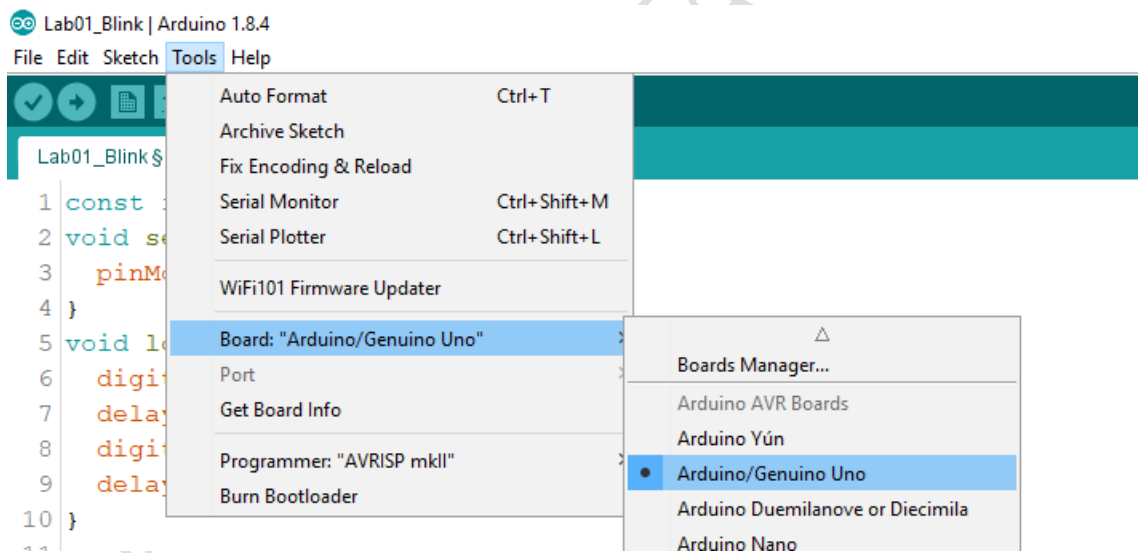 Lab01_Blink | Arduino 1.8.4
File Edit Sketch Tools Help
Auto Format Ctrl+T
Archive Sketch
Fix Encoding & Reload
Serial Monitor Ctrl+Shift+M
Serial Plotter Ctrl+Shift+L
WiFi101 Firmware Updater
Board: "Arduino/Genuino Uno"
Port
Get Board Info
Programmer: "AVRISP mkII"
Burn Bootloader
Boards Manager...
Arduino AVR Boards
Arduino Yún
Arduino/Genuino Uno
Arduino Duemilanove or Diecimila
Arduino Nano
Lab01_Blink §
1 const
2 void se
3 pinMo
4 }
5 void lo
6 digit
7 delay
8 digit
9 delay
10 }